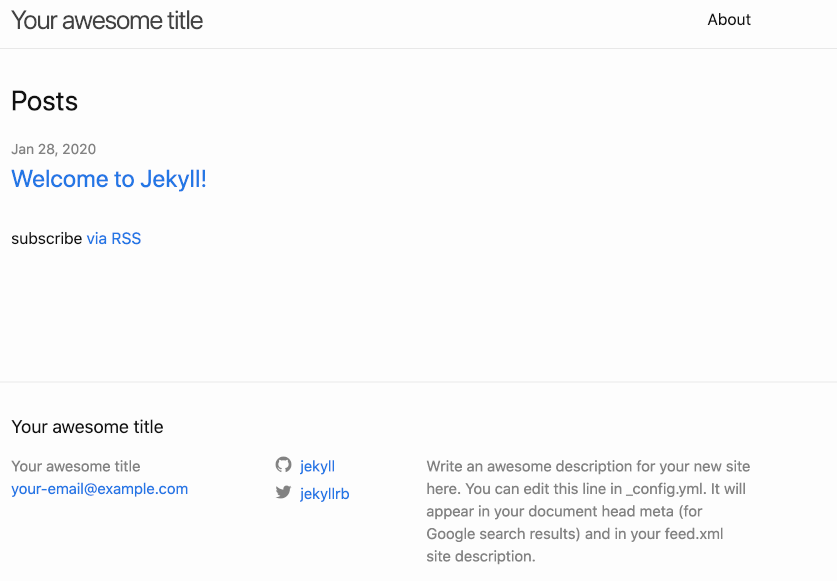 Your awesome title
About
Posts
Jan 28, 2020
Welcome to Jekyll!
subscribe via RSS
Your awesome title
Your awesome title
your-email@example.com
jekyll
jekyllrb
Write an awesome description for your new site
here. You can edit this line in _config.yml. It will
appear in your document head meta (for
Google search results) and in your feed.xml
site description.